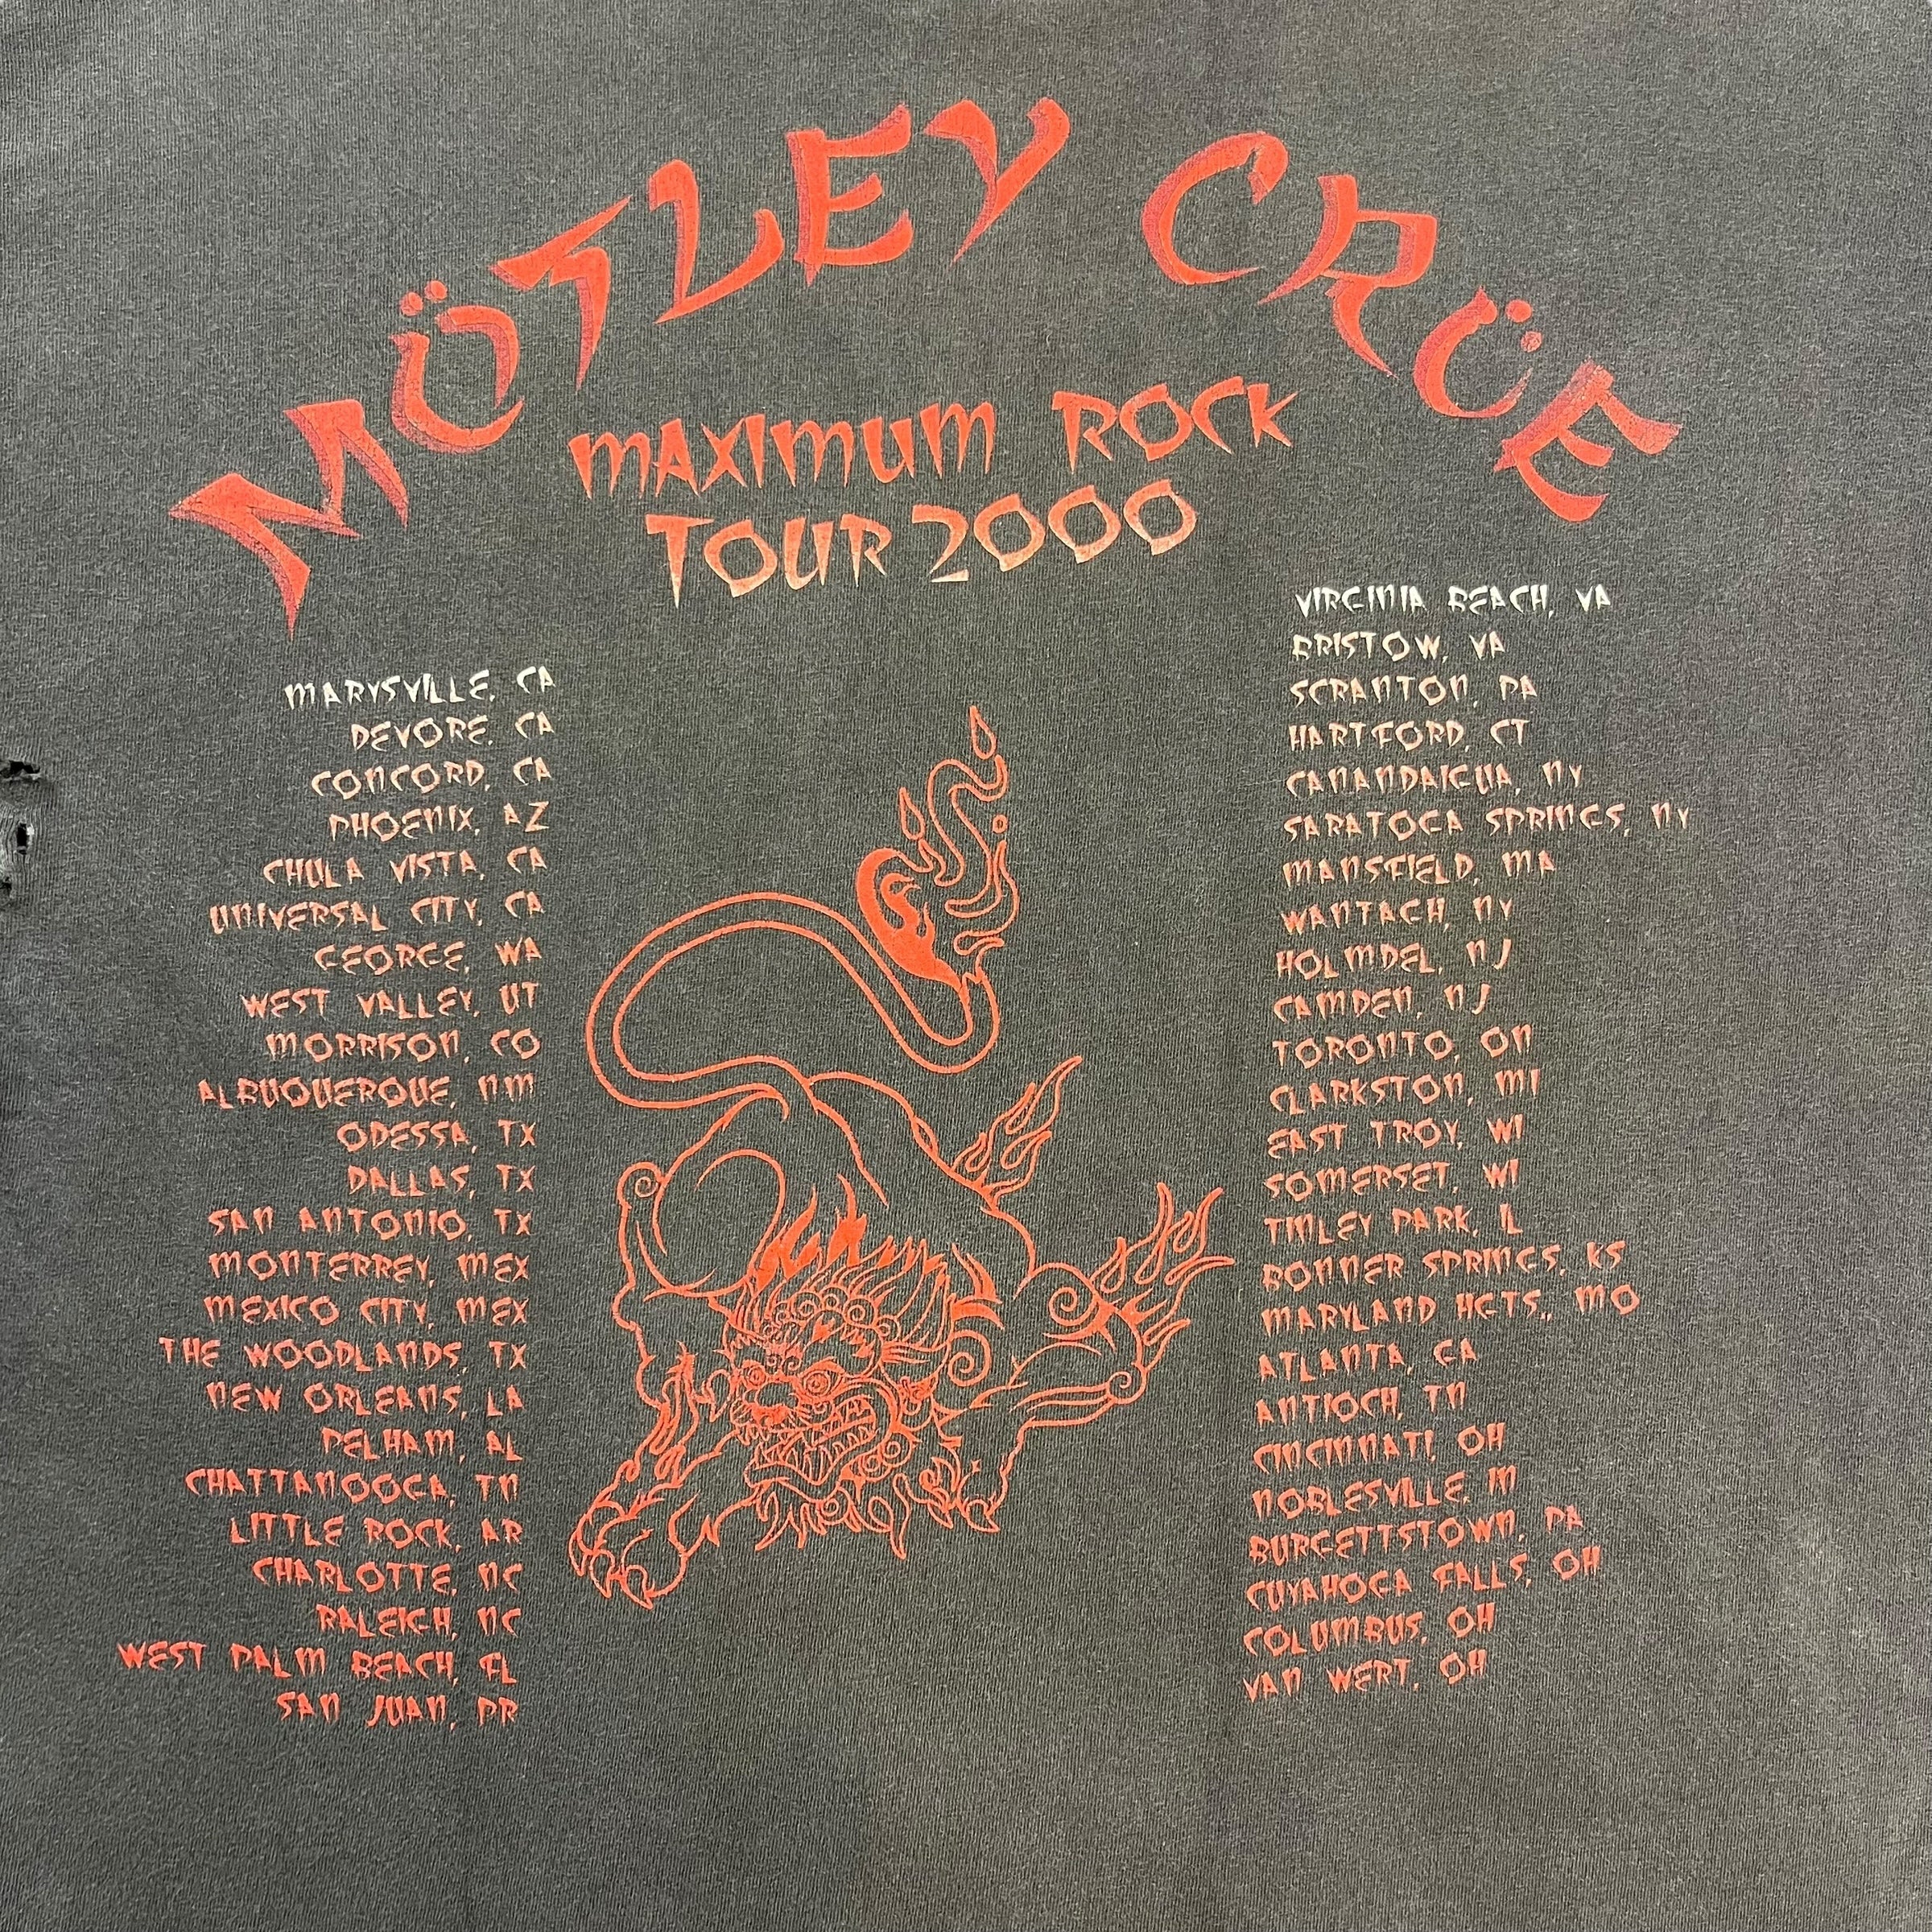 MÖTLEY CRÜE
MAXIMUM ROCK
TOUR 2000
MARYSVILLE, CA
DEVORE, CA
CONCORD, CA
PHOENIX, AZ
CHULA VISTA, CA
UNIVERSAL CITY, CA
GEORGE, WA
WEST VALLEY, UT
MORRISON, CO
ALBUQUERQUE, NM
ODESSA, TX
DALLAS, TX
SAN ANTONIO, TX
MONTERREY, MEX
MEXICO CITY, MEX
THE WOODLANDS, TX
NEW ORLEANS, LA
PELHAM, AL
CHATTANOOGA, TN
LITTLE ROCK, AR
CHARLOTTE, NC
RALEIGH, NC
WEST PALM BEACH, FL
SAN JUAN, PR
VIRGINIA BEACH, VA
BRISTOW, VA
SCRANTON, PA
HARTFORD, CT
CANANDAIGUA, NY
SARATOGA SPRINGS, NY
MANSFIELD, MA
WANTAGH, NY
HOLMDEL, NJ
CAMDEN, NJ
TORONTO, ON
CLARKSTON, MI
EAST TROY, WI
SOMERSET, WI
TINLEY PARK, IL
BONNER SPRINGS, KS
MARYLAND HGTS., MO
ATLANTA, GA
ANTIOCH, TN
CINCINNATI, OH
NOBLESVILLE, IN
BURGETTSTOWN, PA
CUYAHOGA FALLS, OH
COLUMBUS, OH
VAN WERT, OH